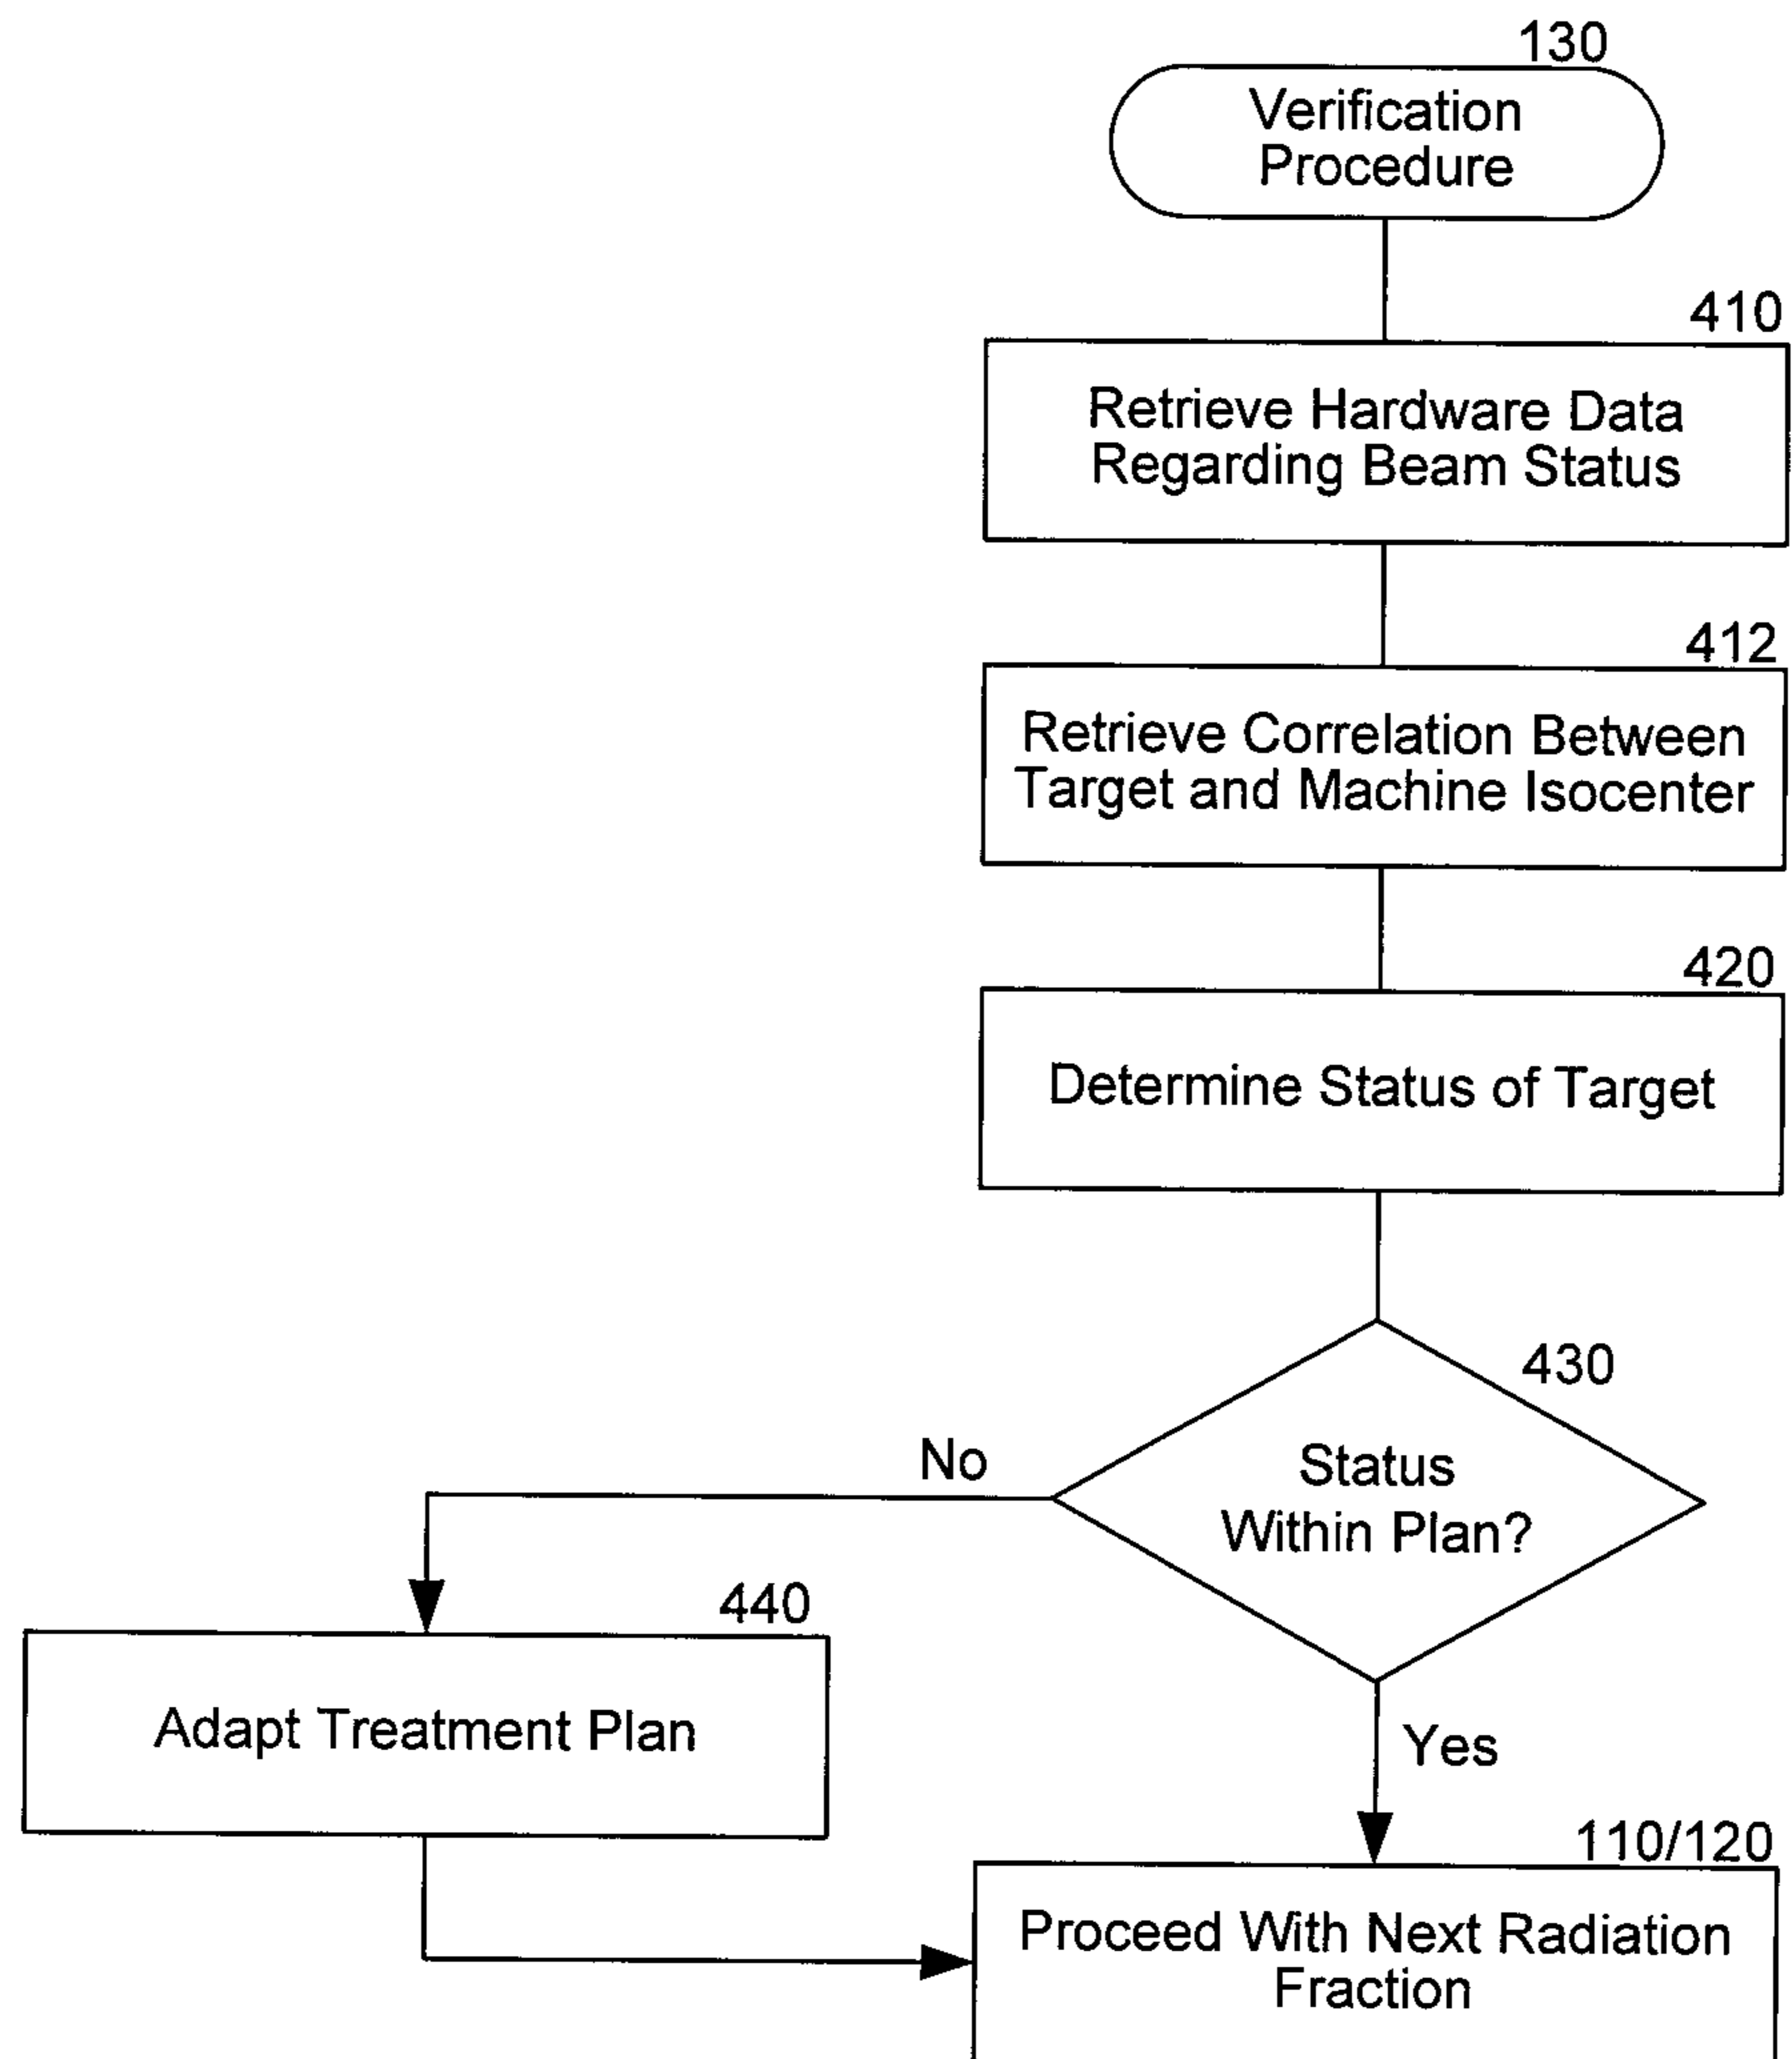 130
Verification
Procedure
410
Retrieve Hardware Data
Regarding Beam Status
412
Retrieve Correlation Between
Target and Machine Isocenter
420
Determine Status of Target
430
Status
Within Plan?
No
440
Adapt Treatment Plan
Yes
110/120
Proceed With Next Radiation
Fraction